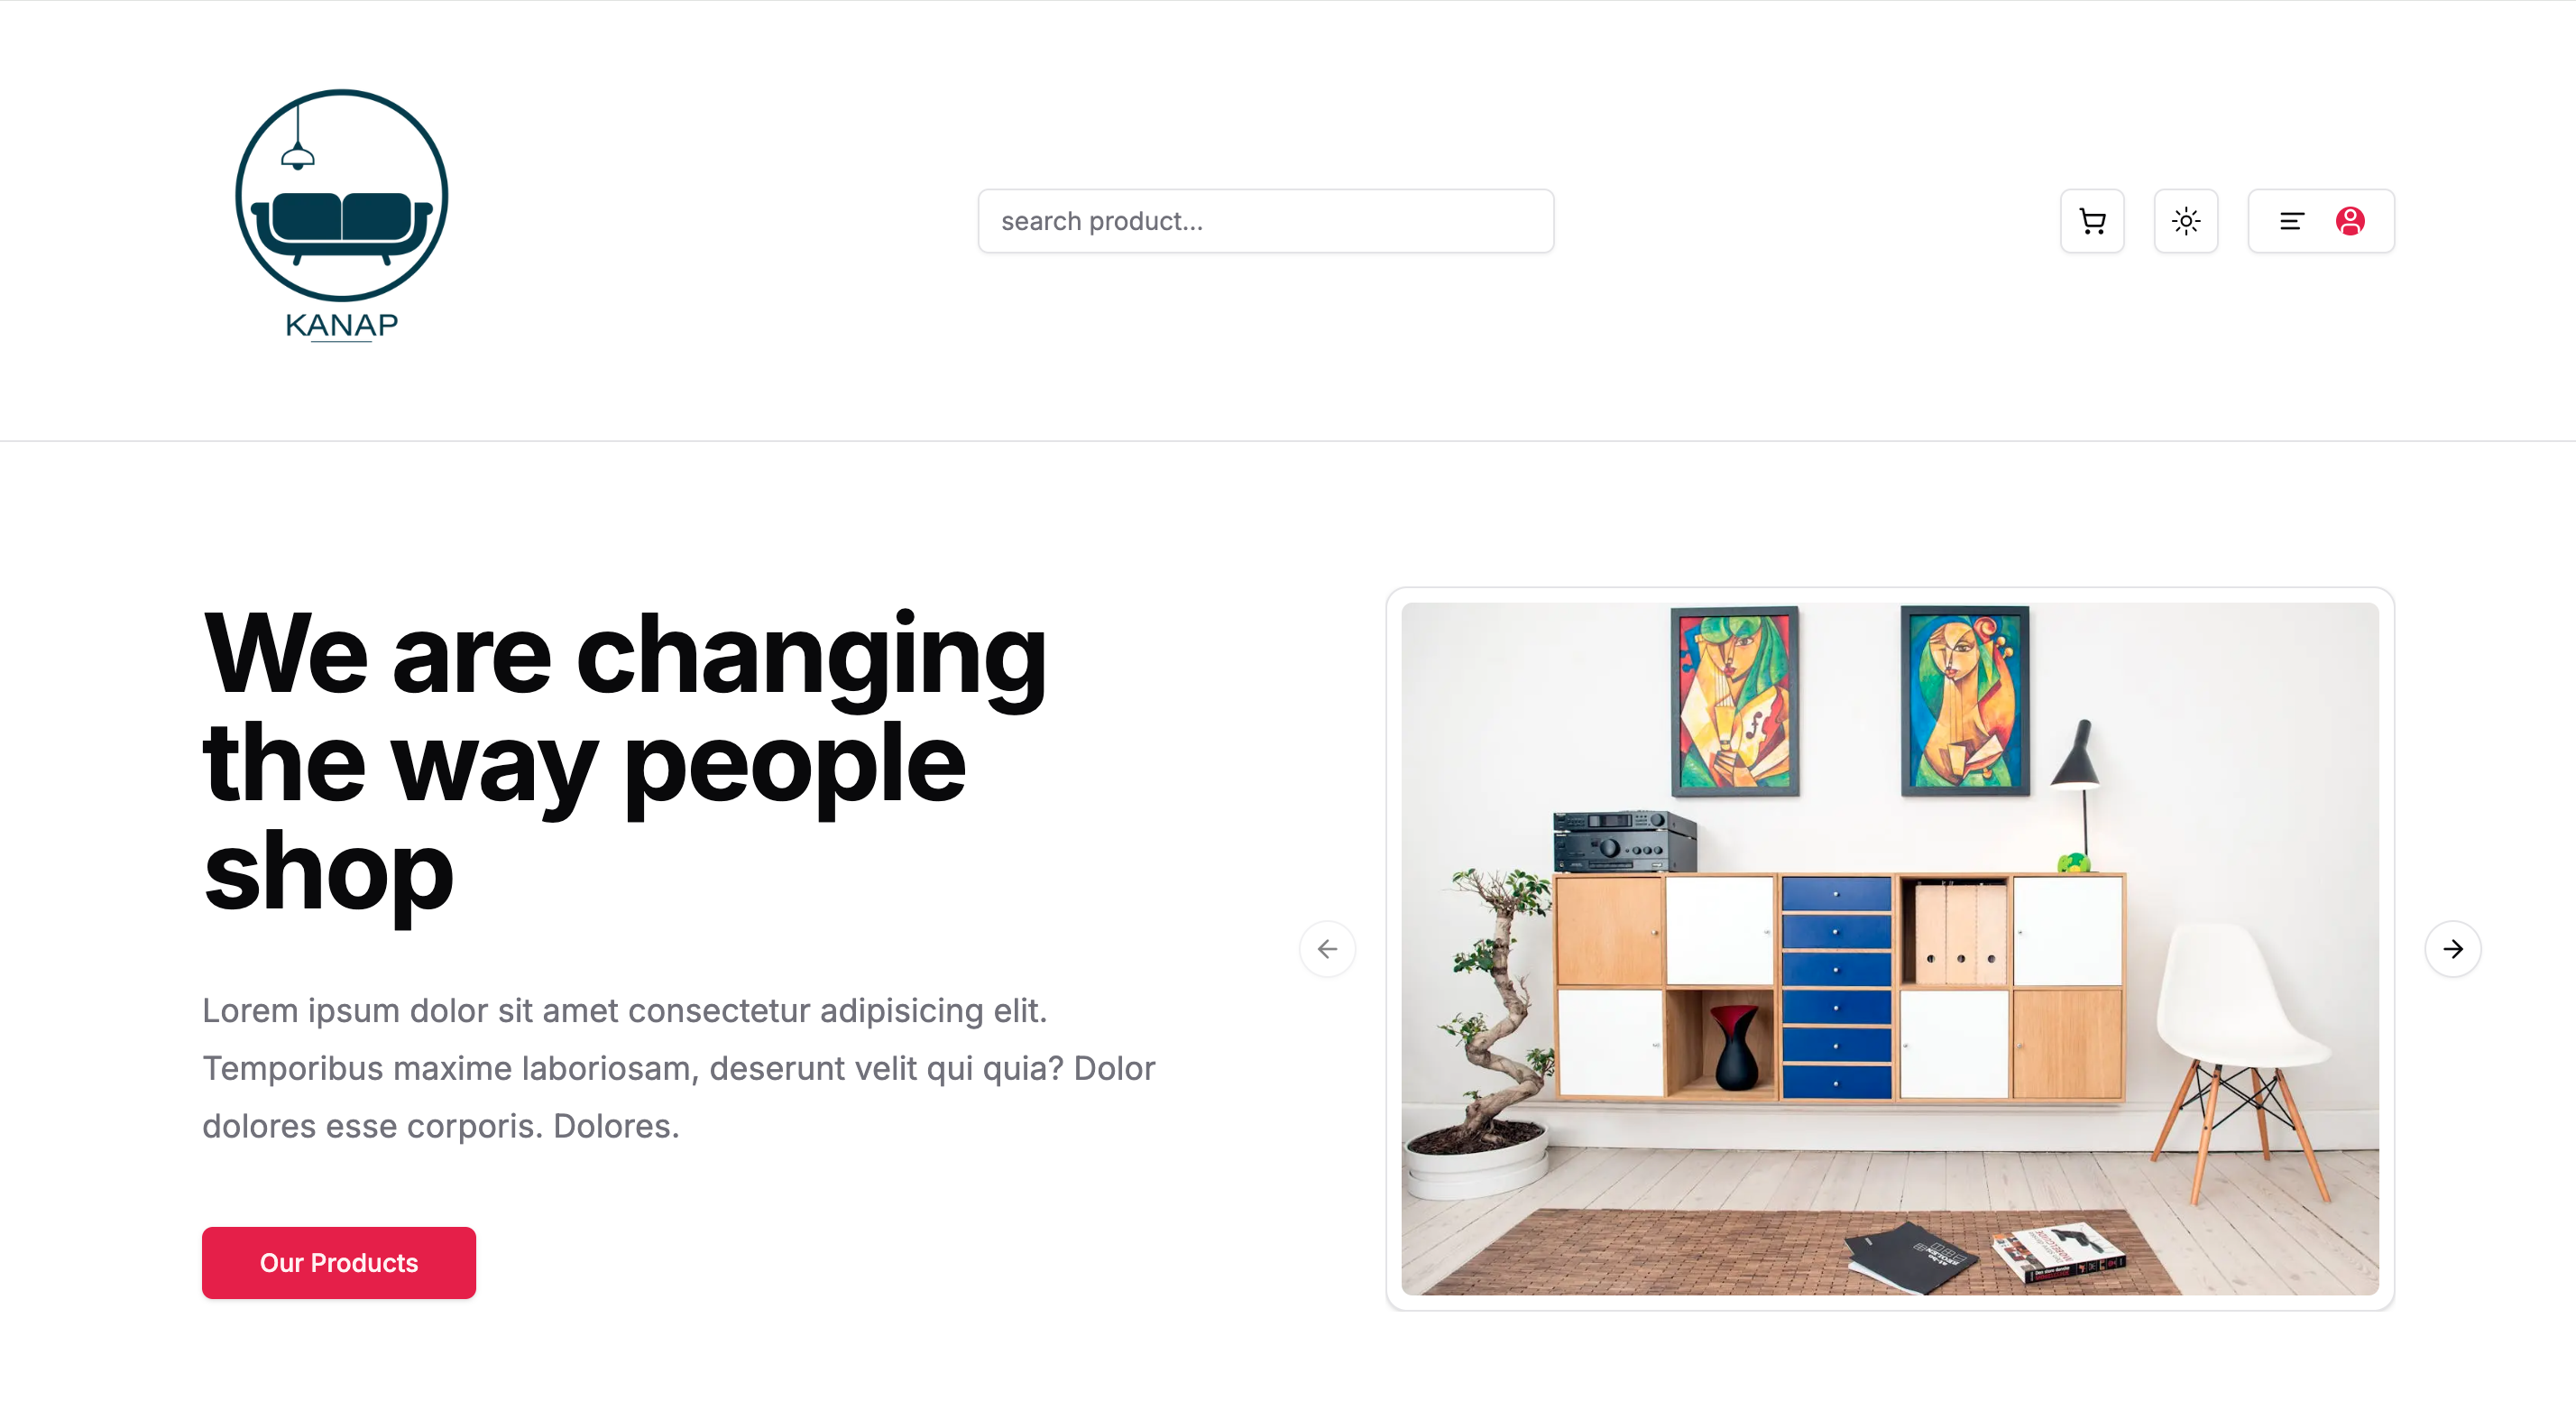 KANAP
search product...
We are changing
the way people
shop
Lorem ipsum dolor sit amet consectetur adipisicing elit.
Temporibus maxime laboriosam, deserunt velit qui quia? Dolor
dolores esse corporis. Dolores.
Our Products